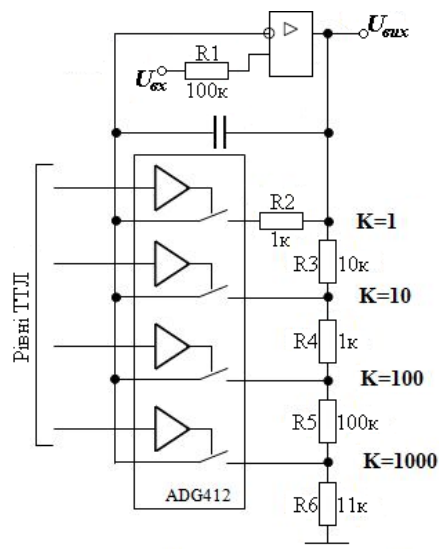 Uвих
R1
Uвх
100к
R2
K=1
1к
R3
10к
K=10
Рівні ТТЛ
R4
1к
K=100
R5
100к
K=1000
ADG412
R6
11к